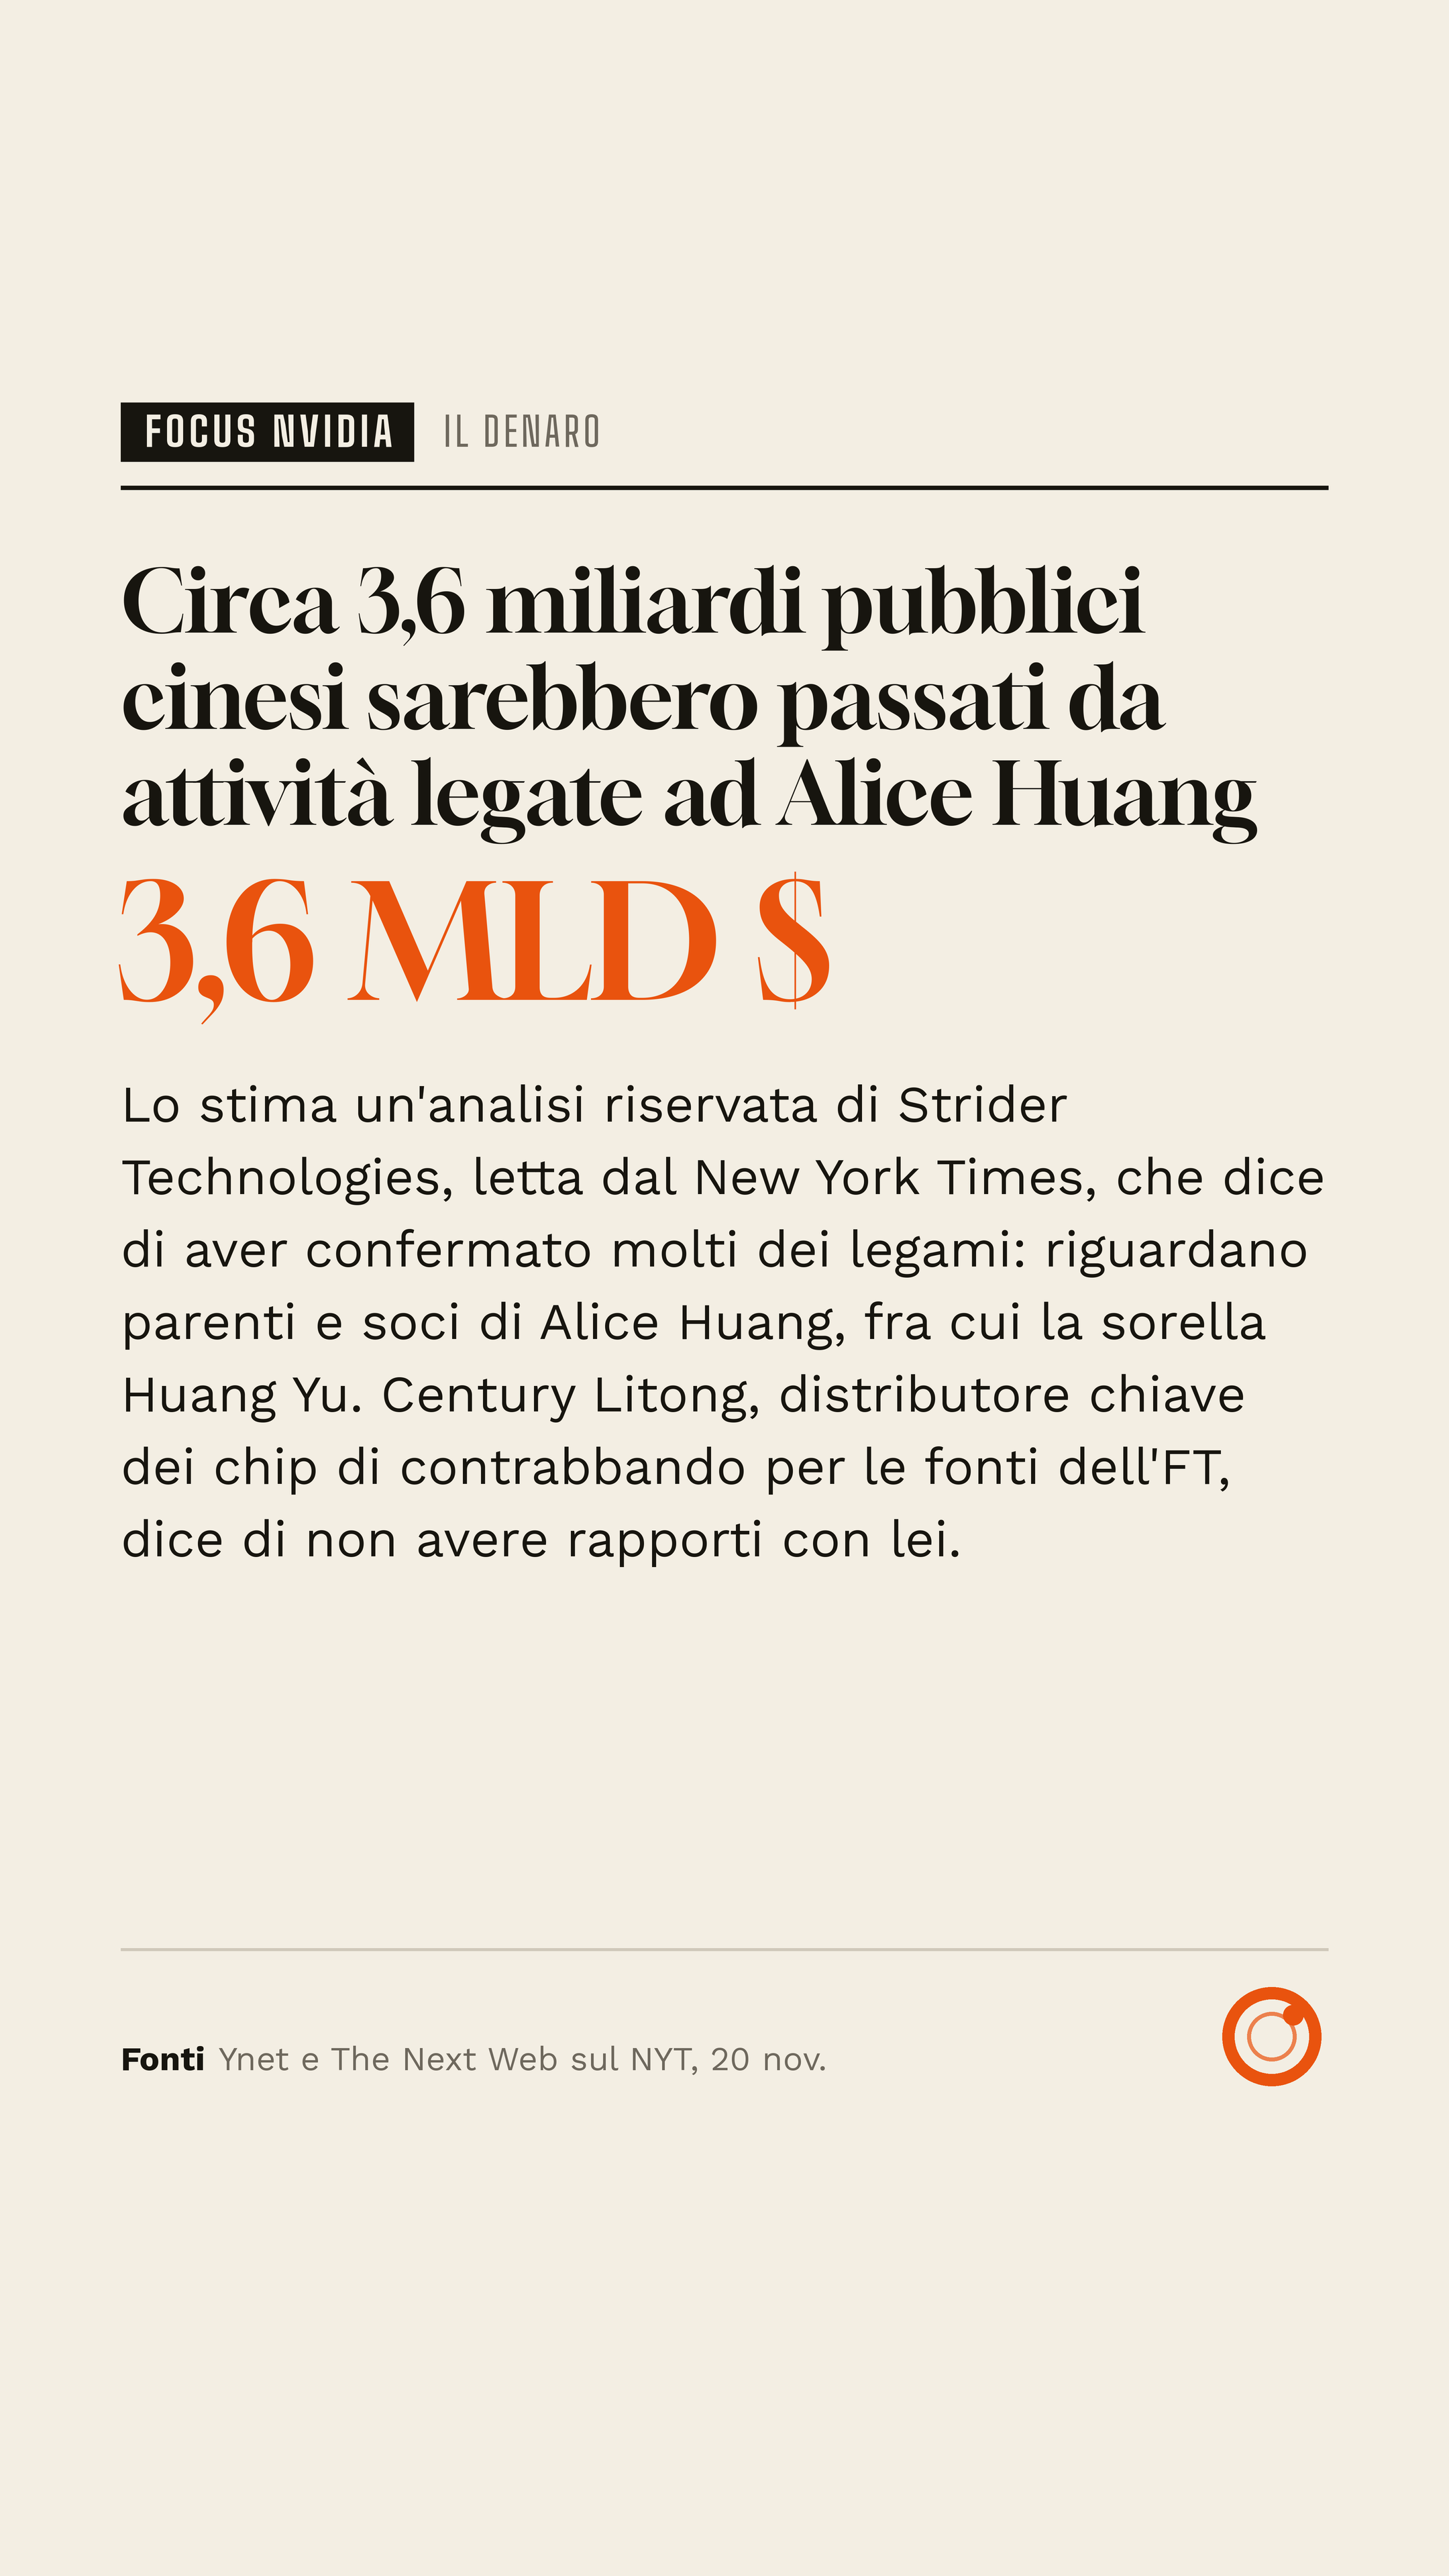 FOCUS NVIDIA IL DENARO
Circa 3,6 miliardi pubblici
cinesi sarebbero passati da
attività legate ad Alice Huang
3,6 MLD $
Lo stima un'analisi riservata di Strider
Technologies, letta dal New York Times, che dice
di aver confermato molti dei legami: riguardano
parenti e soci di Alice Huang, fra cui la sorella
Huang Yu. Century Litong, distributore chiave
dei chip di contrabbando per le fonti dell'FT,
dice di non avere rapporti con lei.
Fonti Ynet e The Next Web sul NYT, 20 nov.